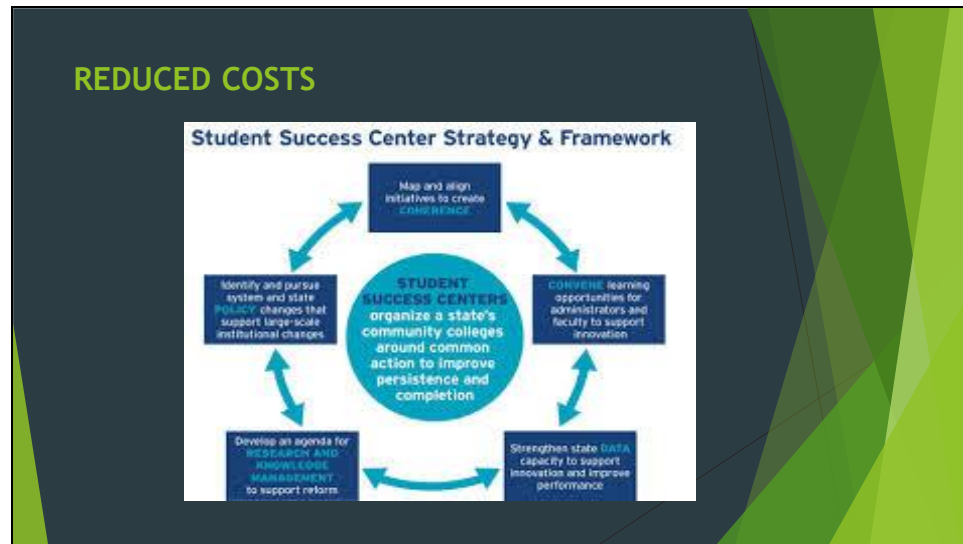 REDUCED COSTS
Student Success Center Strategy & Framework
Map and align
initiatives to create
COHERENCE
Identify and pursue
system and state
POLICY changes that
support large-scale
institutional changes
STUDENT
SUCCESS CENTERS
organize a state's
community colleges
around common
action to improve
persistence and
completion
CONVENE learning
opportunities for
administrators and
faculty to support
innovation
Develop an agenda for
RESEARCH AND
KNOWLEDGE
MANAGEMENT
to support reform
Strengthen state DATA
capacity to support
innovation and improve
performance